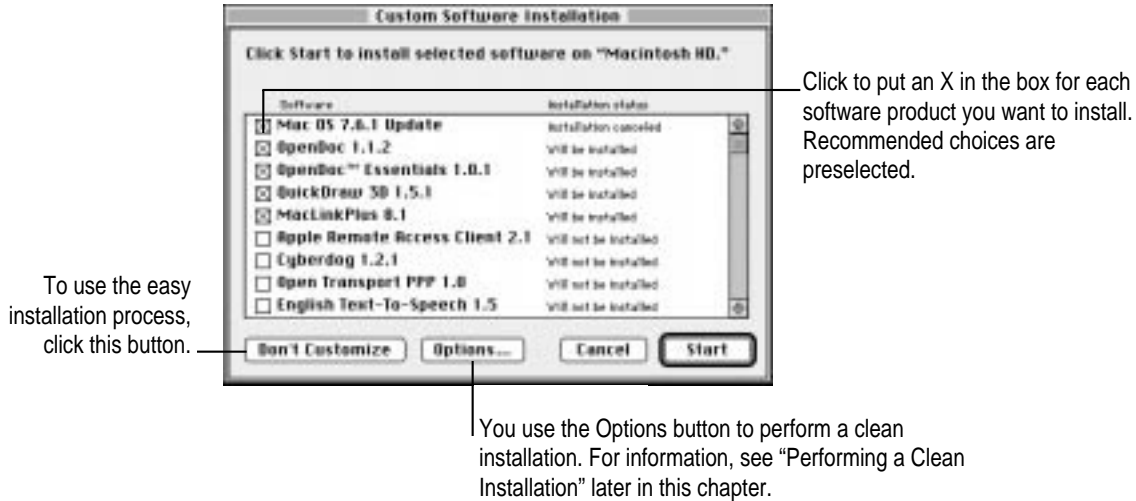 Custom Software Installation
Click Start to install selected software on “Macintosh HD.”
Software Installation status
Mac OS 7.6.1 Update Installation canceled
OpenDoc 1.1.2 Will be installed
OpenDoc™ Essentials 1.0.1 Will be installed
QuickDraw 3D 1.5.1 Will be installed
MacLinkPlus 8.1 Will be installed
Apple Remote Access Client 2.1 Will not be installed
Cyberdog 1.2.1 Will not be installed
Open Transport PPP 1.0 Will not be installed
English Text-To-Speech 1.5 Will not be installed
Don't Customize Options... Cancel Start
Click to put an X in the box for each
software product you want to install.
Recommended choices are
preselected.
To use the easy
installation process,
click this button.
You use the Options button to perform a clean
installation. For information, see “Performing a Clean
Installation” later in this chapter.